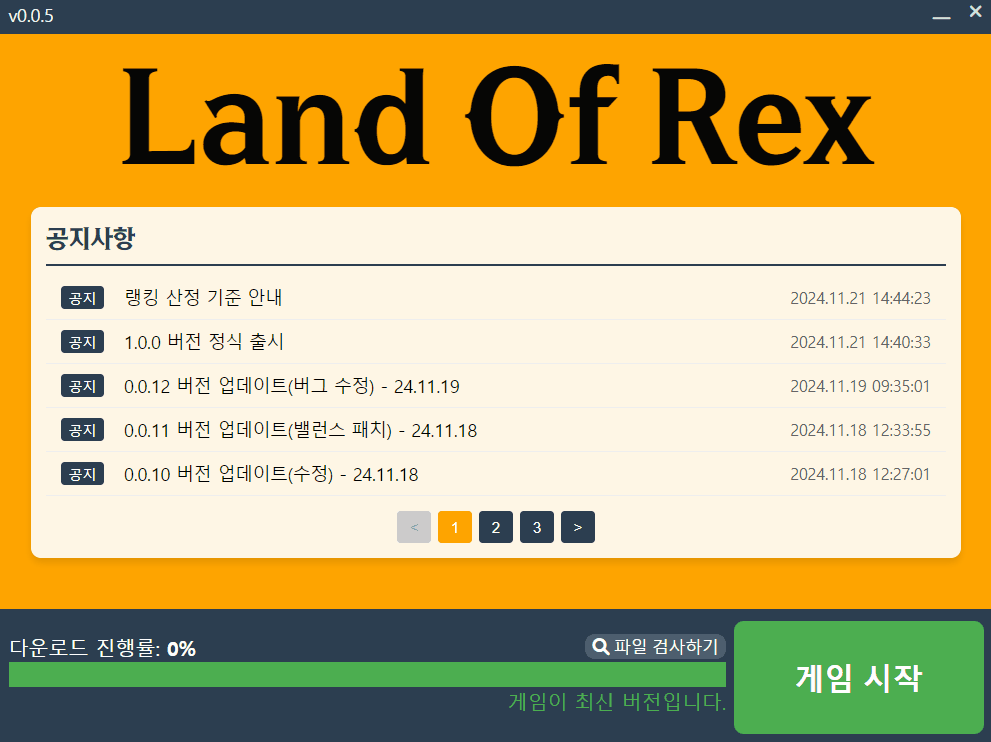 v0.0.5
Land Of Rex
공지사항
공지 랭킹 산정 기준 안내 2024.11.21 14:44:23
공지 1.0.0 버전 정식 출시 2024.11.21 14:40:33
공지 0.0.12 버전 업데이트(버그 수정) - 24.11.19 2024.11.19 09:35:01
공지 0.0.11 버전 업데이트(밸런스 패치) - 24.11.18 2024.11.18 12:33:55
공지 0.0.10 버전 업데이트(수정) - 24.11.18 2024.11.18 12:27:01
< 1 2 3 >
다운로드 진행률: 0% 파일 검사하기
게임 시작
게임이 최신 버전입니다.